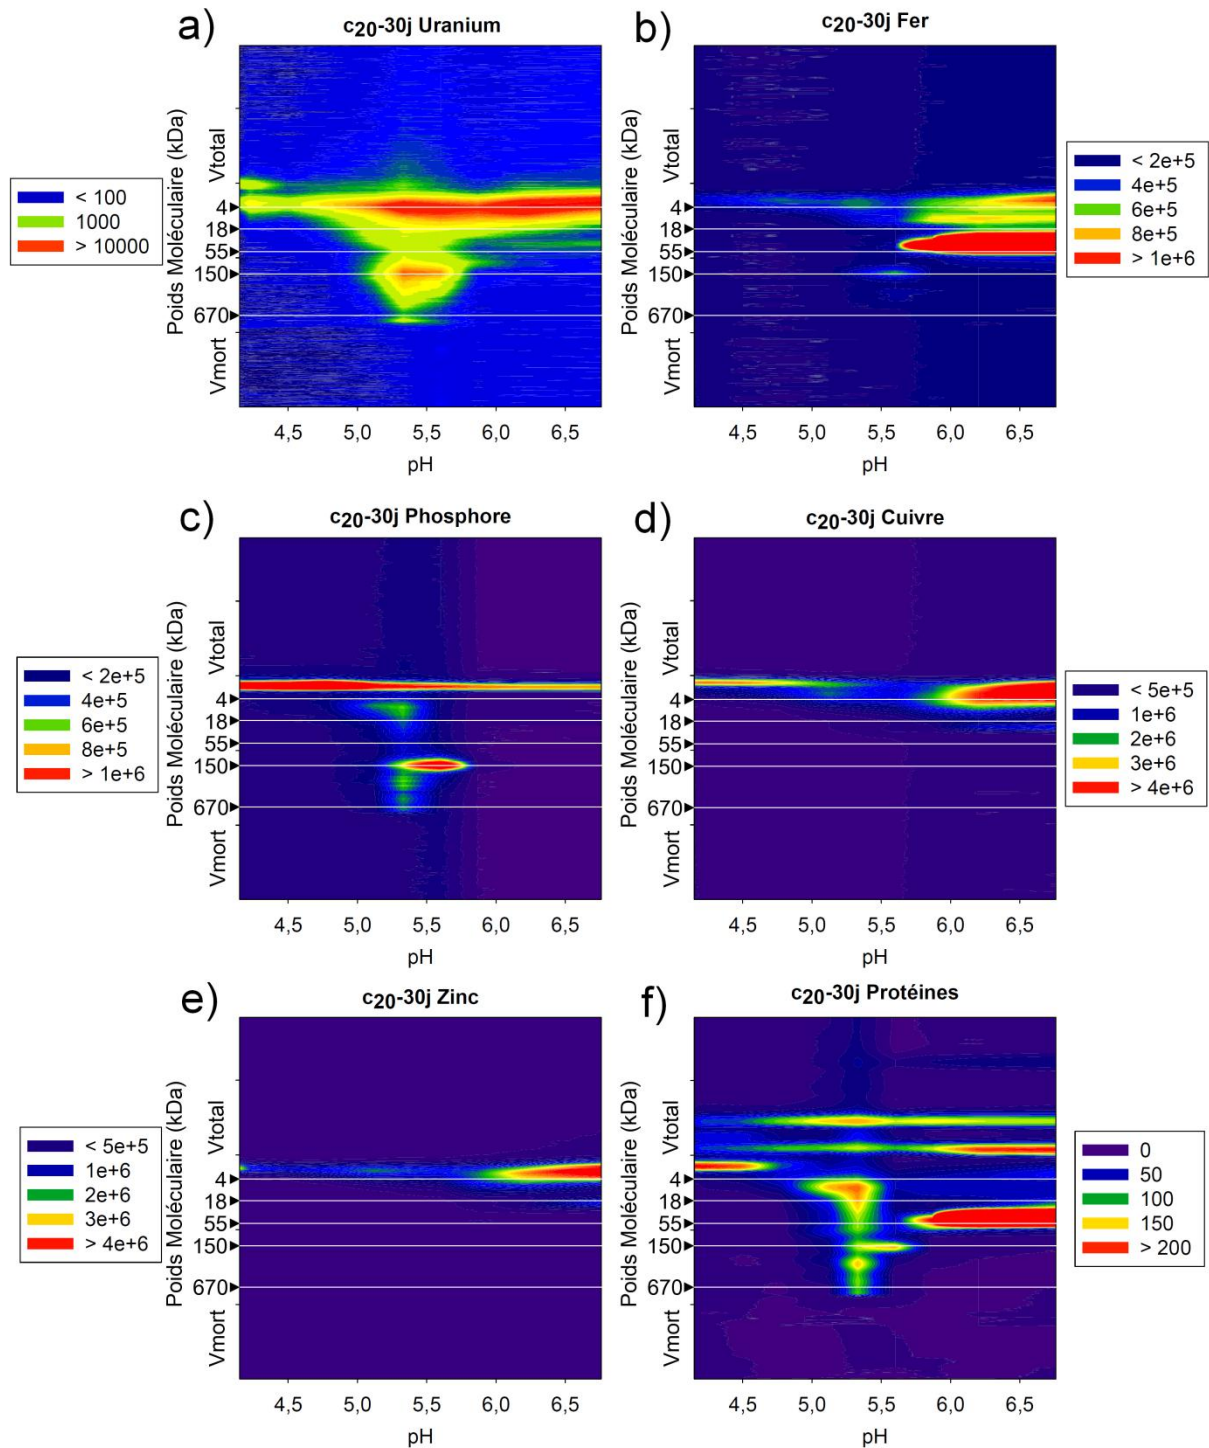 a) c20-30j Uranium
< 100
1000
> 10000
Poids Moléculaire (kDa)
Vtotal
4
18
55
150
670
Vmort
4,5 5,0 5,5 6,0 6,5
pH
b) c20-30j Fer
Poids Moléculaire (kDa)
Vtotal
4
18
55
150
670
Vmort
4,5 5,0 5,5 6,0 6,5
pH
< 2e+5
4e+5
6e+5
8e+5
> 1e+6
c) c20-30j Phosphore
< 2e+5
4e+5
6e+5
8e+5
> 1e+6
Poids Moléculaire (kDa)
Vtotal
4
18
55
150
670
Vmort
4,5 5,0 5,5 6,0 6,5
pH
d) c20-30j Cuivre
Poids Moléculaire (kDa)
Vtotal
4
18
55
150
670
Vmort
4,5 5,0 5,5 6,0 6,5
pH
< 5e+5
1e+6
2e+6
3e+6
> 4e+6
e) c20-30j Zinc
< 5e+5
1e+6
2e+6
3e+6
> 4e+6
Poids Moléculaire (kDa)
Vtotal
4
18
55
150
670
Vmort
4,5 5,0 5,5 6,0 6,5
pH
f) c20-30j Protéines
Poids Moléculaire (kDa)
Vtotal
4
18
55
150
670
Vmort
4,5 5,0 5,5 6,0 6,5
pH
0
50
100
150
> 200